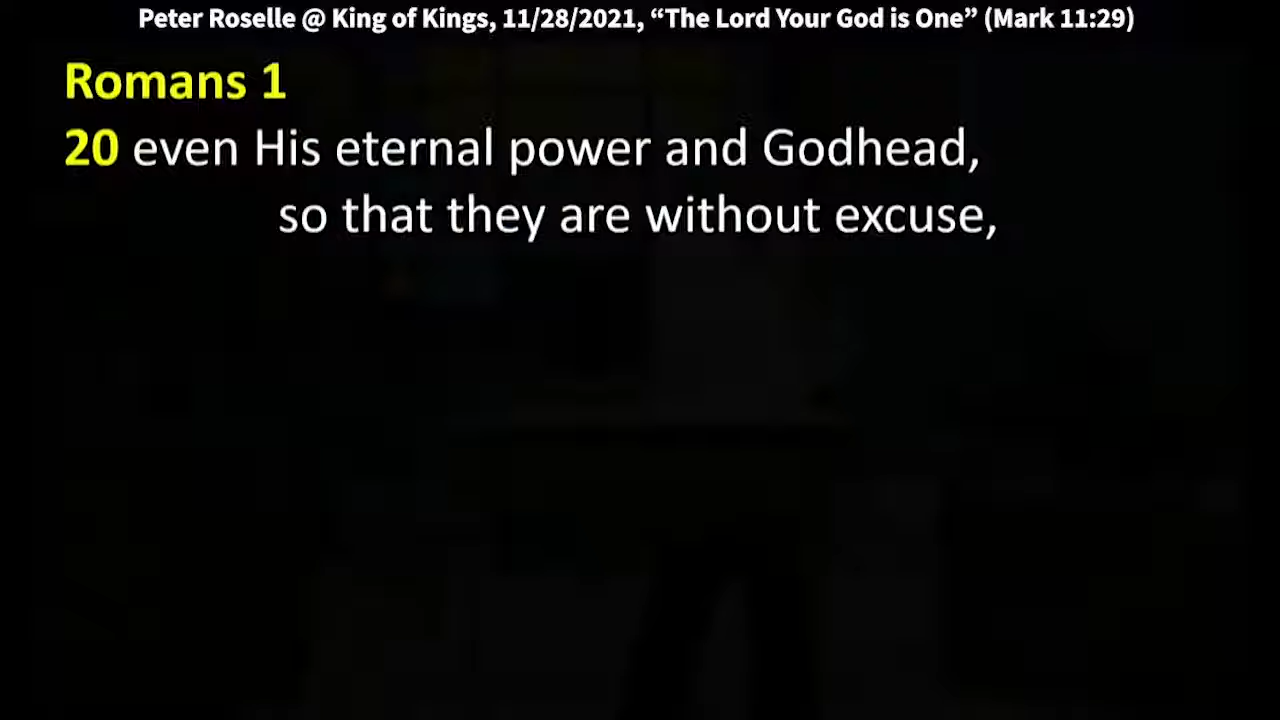 Peter Roselle @ King of Kings, 11/28/2021, “The Lord Your God is One” (Mark 11:29)
Romans 1
20 even His eternal power and Godhead,
so that they are without excuse,